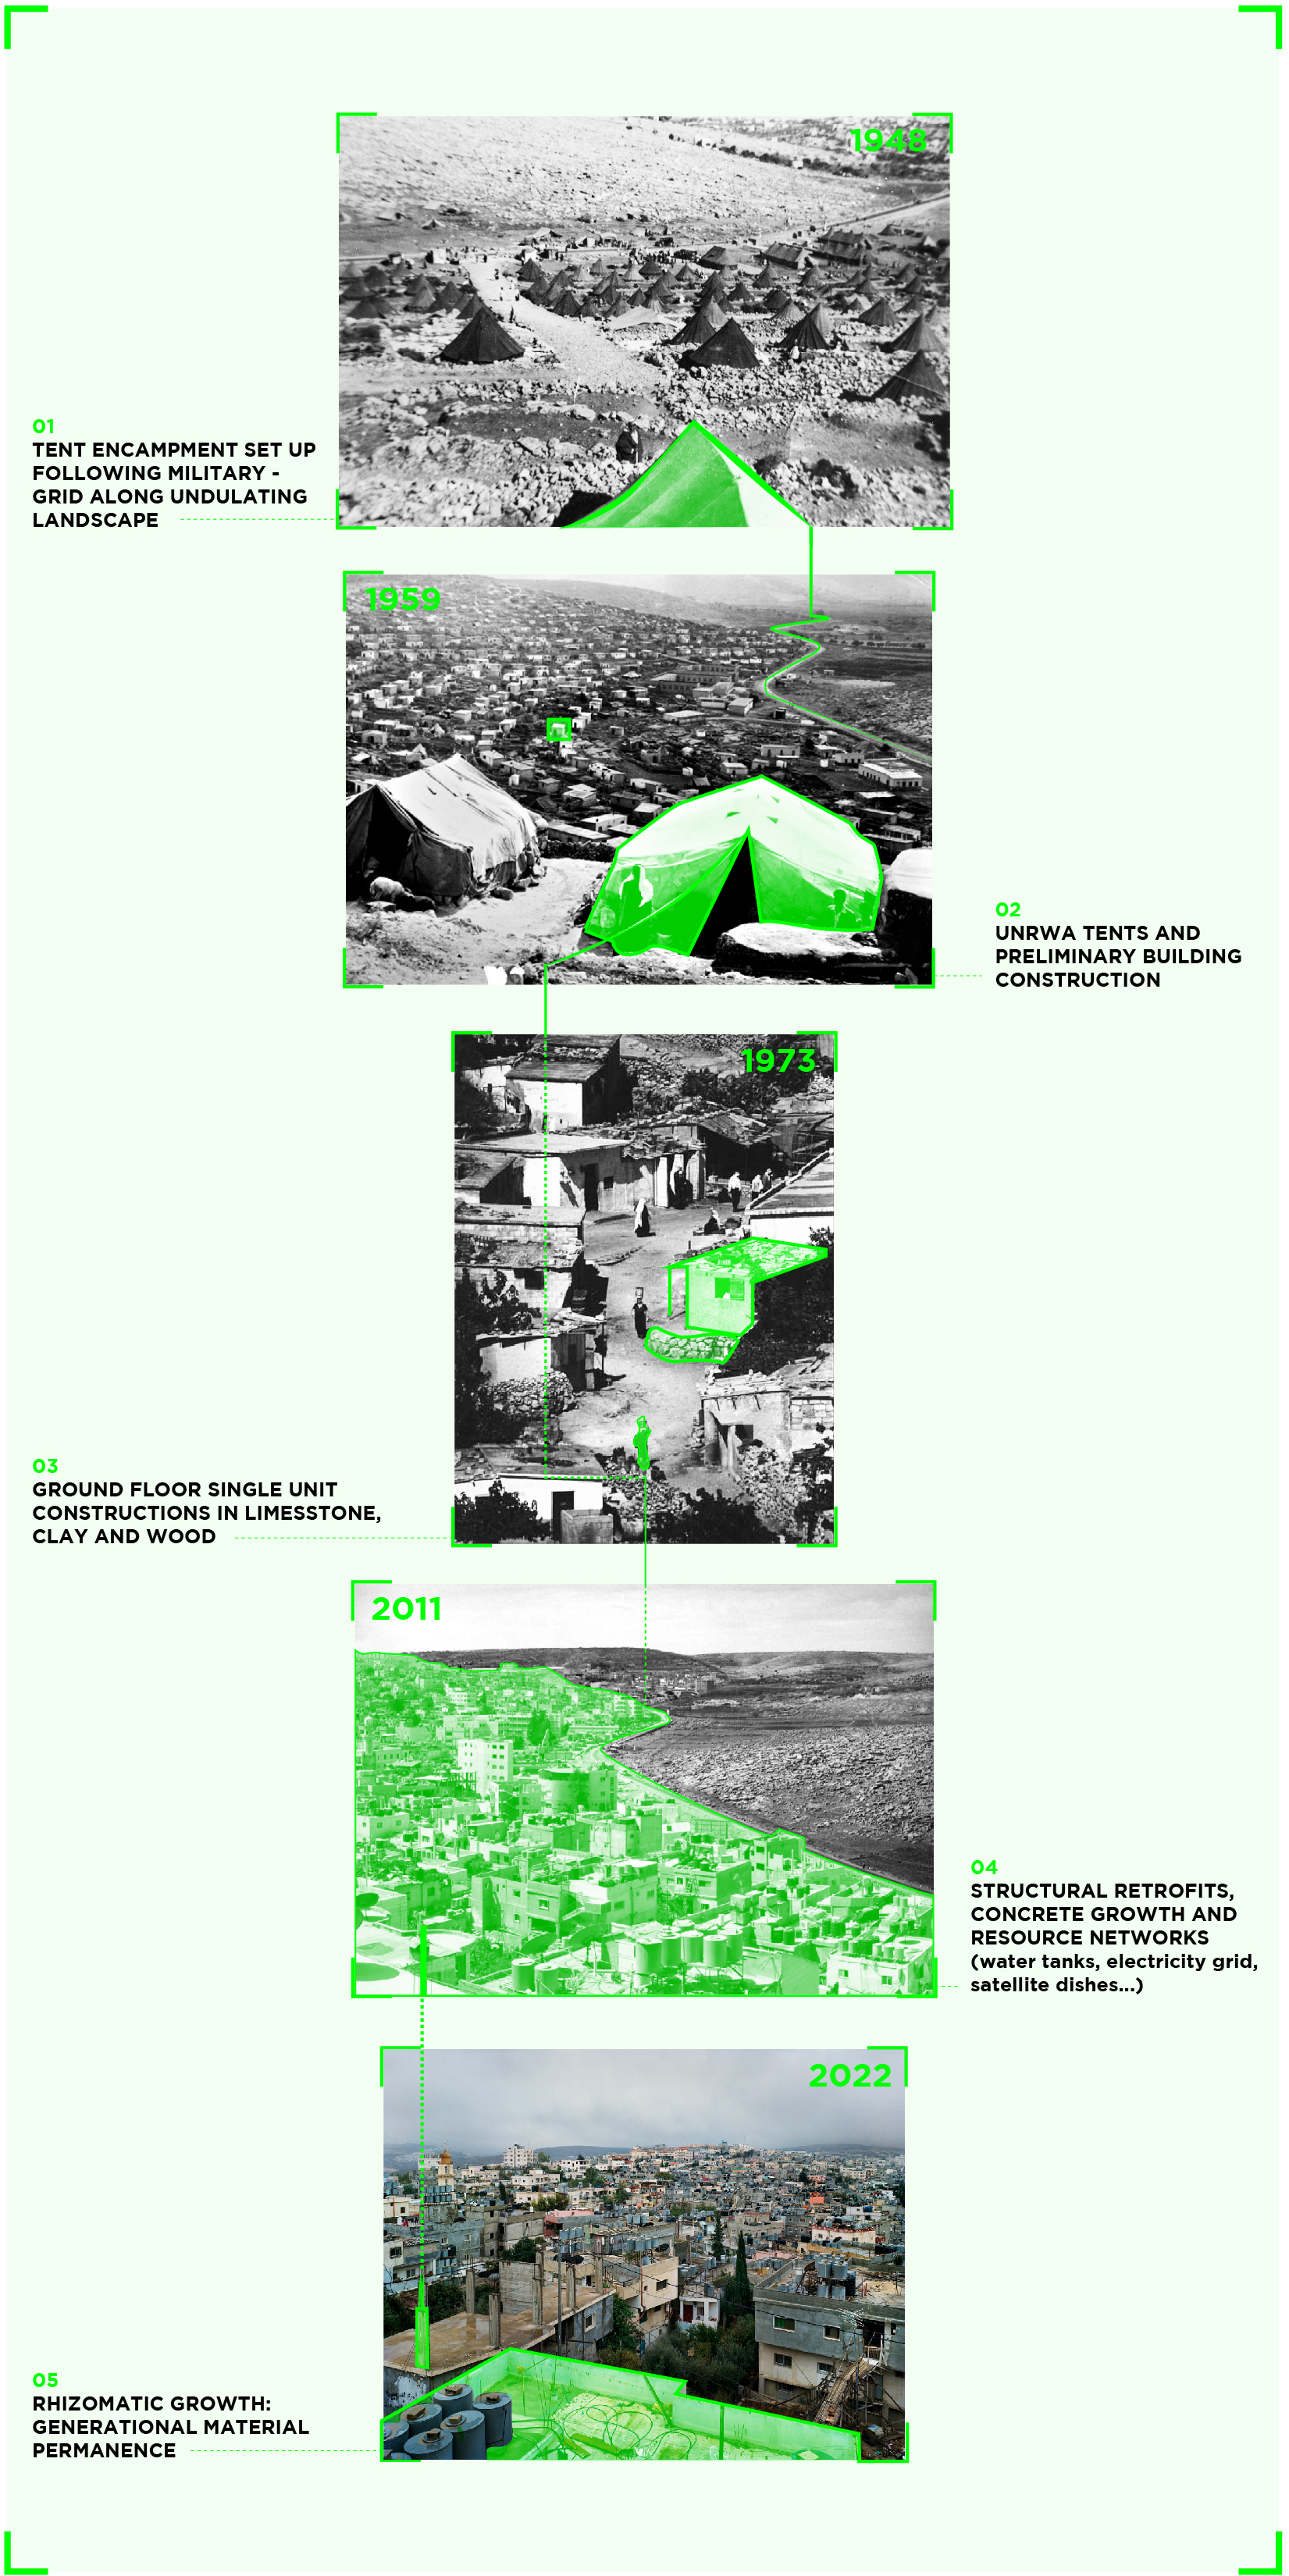 1948
01
TENT ENCAMPMENT SET UP
FOLLOWING MILITARY -
GRID ALONG UNDULATING
LANDSCAPE
1959
02
UNRWA TENTS AND
PRELIMINARY BUILDING
CONSTRUCTION
1973
03
GROUND FLOOR SINGLE UNIT
CONSTRUCTIONS IN LIMESSTONE,
CLAY AND WOOD
2011
04
STRUCTURAL RETROFITS,
CONCRETE GROWTH AND
RESOURCE NETWORKS
(water tanks, electricity grid,
satellite dishes...)
2022
05
RHIZOMATIC GROWTH:
GENERATIONAL MATERIAL
PERMANENCE